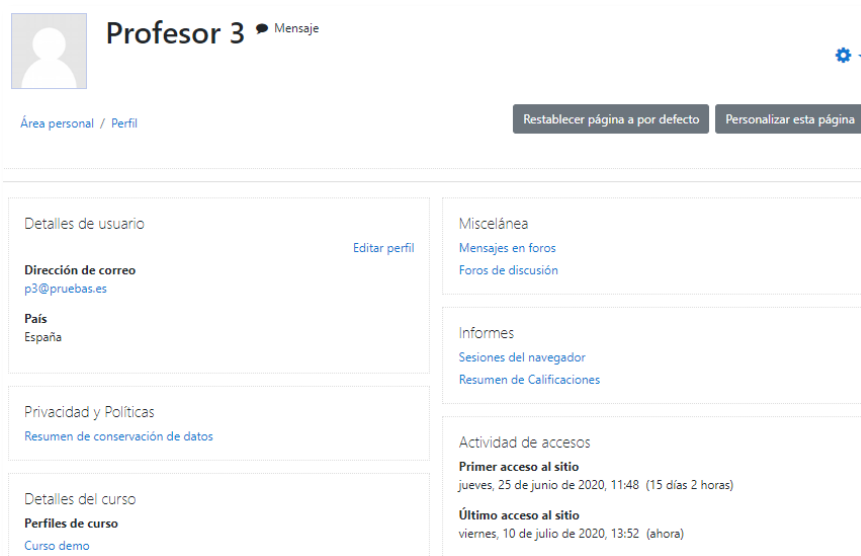 Profesor 3 Mensaje
Área personal / Perfil
Restablecer página a por defecto
Personalizar esta página
Detalles de usuario
Editar perfil
Dirección de correo
p3@pruebas.es
País
España
Privacidad y Políticas
Resumen de conservación de datos
Detalles del curso
Perfiles de curso
Curso demo
Miscelánea
Mensajes en foros
Foros de discusión
Informes
Sesiones del navegador
Resumen de Calificaciones
Actividad de accesos
Primer acceso al sitio
jueves, 25 de junio de 2020, 11:48 (15 días 2 horas)
Último acceso al sitio
viernes, 10 de julio de 2020, 13:52 (ahora)